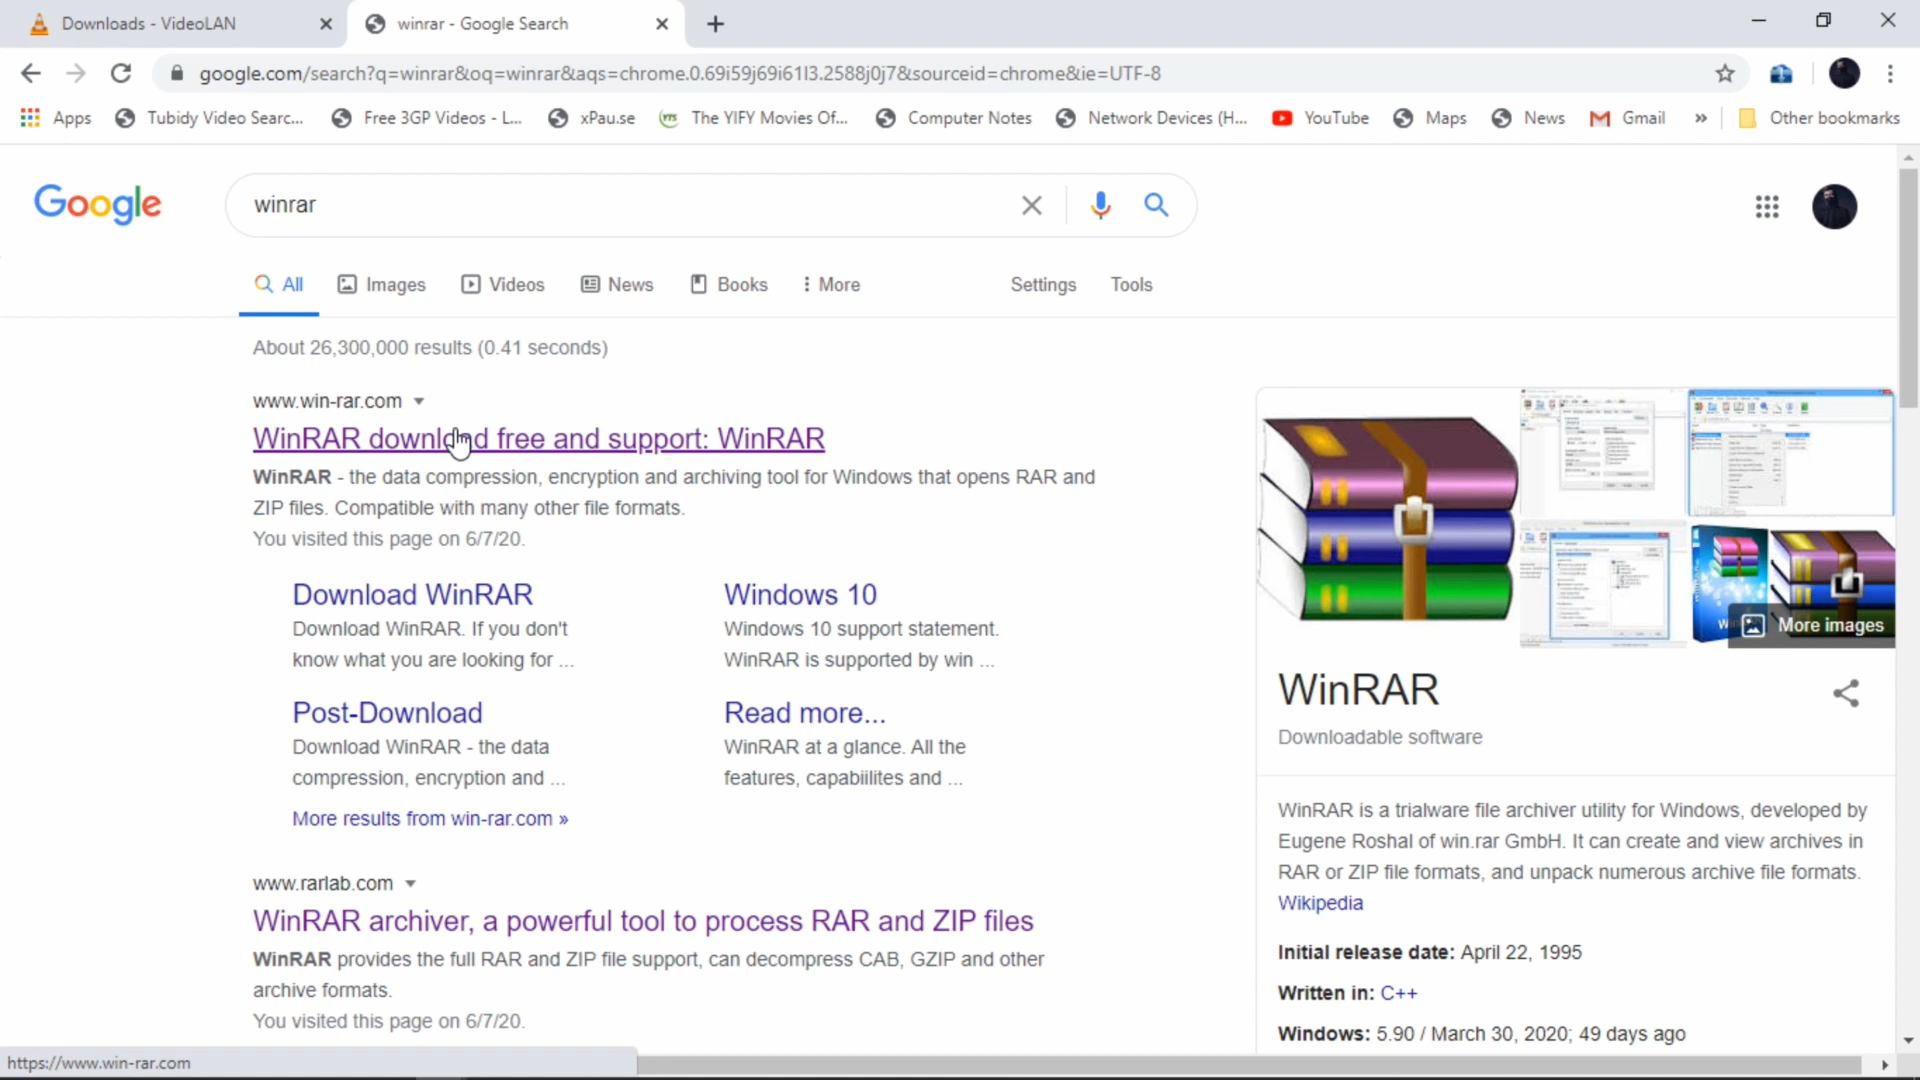 Downloads - VideoLAN
winrar - Google Search
google.com/search?q=winrar&oq=winrar&aqs=chrome.0.69i59j69i61l3.2588j0j7&sourceid=chrome&ie=UTF-8
Apps
Tubidy Video Searc...
Free 3GP Videos - L...
xPau.se
The YIFY Movies Of...
Computer Notes
Network Devices (H...
YouTube
Maps
News
Gmail
»
Other bookmarks
Google
winrar
All
Images
Videos
News
Books
More
Settings
Tools
About 26,300,000 results (0.41 seconds)
www.win-rar.com
WinRAR download free and support: WinRAR
WinRAR - the data compression, encryption and archiving tool for Windows that opens RAR and
ZIP files. Compatible with many other file formats.
You visited this page on 6/7/20.
Download WinRAR
Download WinRAR. If you don't
know what you are looking for ...
Windows 10
Windows 10 support statement.
WinRAR is supported by win ...
Post-Download
Download WinRAR - the data
compression, encryption and ...
Read more...
WinRAR at a glance. All the
features, capabiilites and ...
More results from win-rar.com »
www.rarlab.com
WinRAR archiver, a powerful tool to process RAR and ZIP files
WinRAR provides the full RAR and ZIP file support, can decompress CAB, GZIP and other
archive formats.
You visited this page on 6/7/20.
More images
WinRAR
Downloadable software
WinRAR is a trialware file archiver utility for Windows, developed by
Eugene Roshal of win.rar GmbH. It can create and view archives in
RAR or ZIP file formats, and unpack numerous archive file formats.
Wikipedia
Initial release date: April 22, 1995
Written in: C++
Windows: 5.90 / March 30, 2020; 49 days ago
https://www.win-rar.com